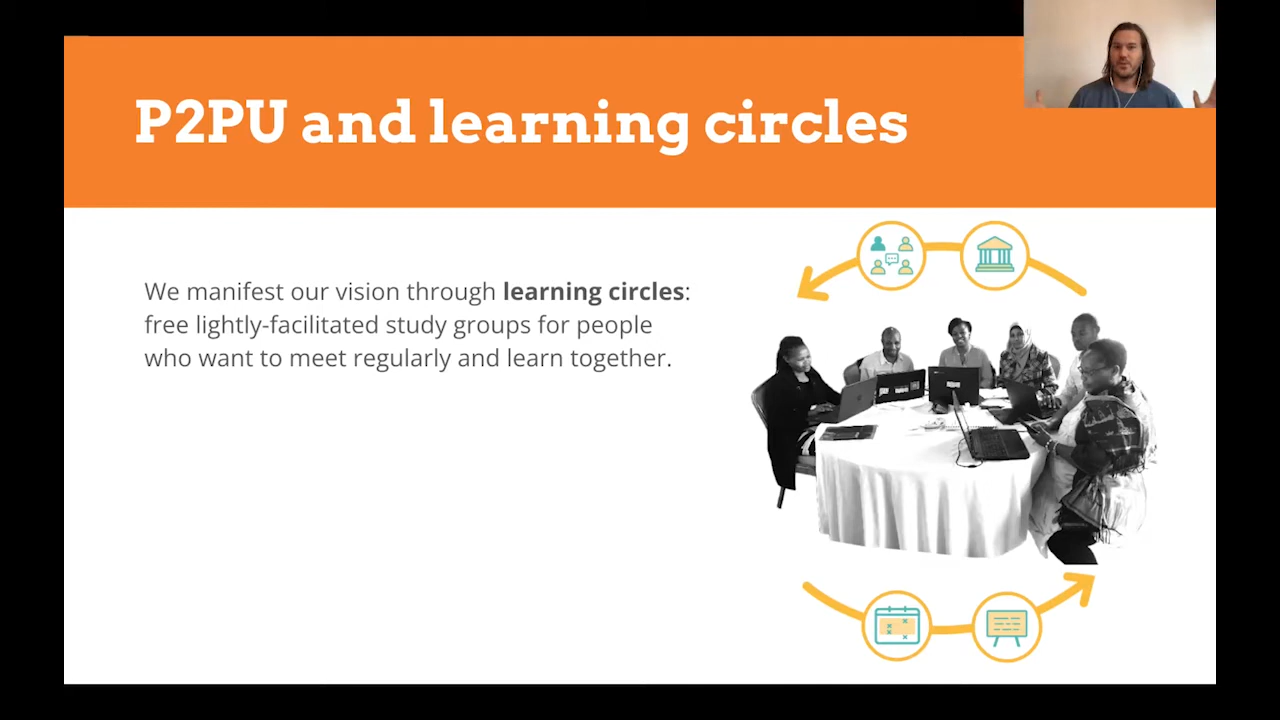 P2PU and learning circles
We manifest our vision through learning circles:
free lightly-facilitated study groups for people
who want to meet regularly and learn together.